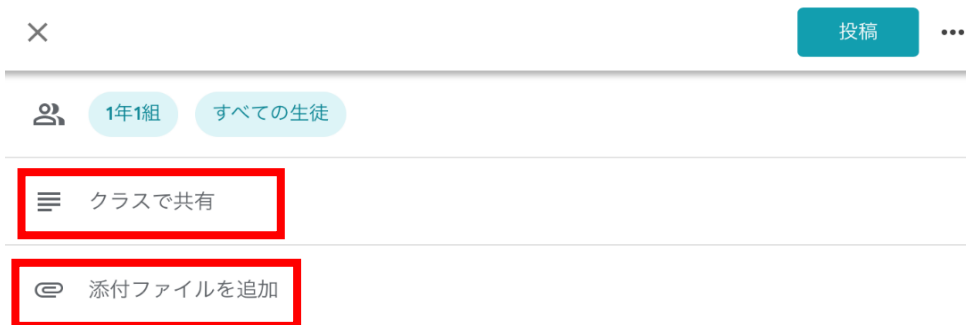 投稿
1年1組 すべての生徒
クラスで共有
添付ファイルを追加